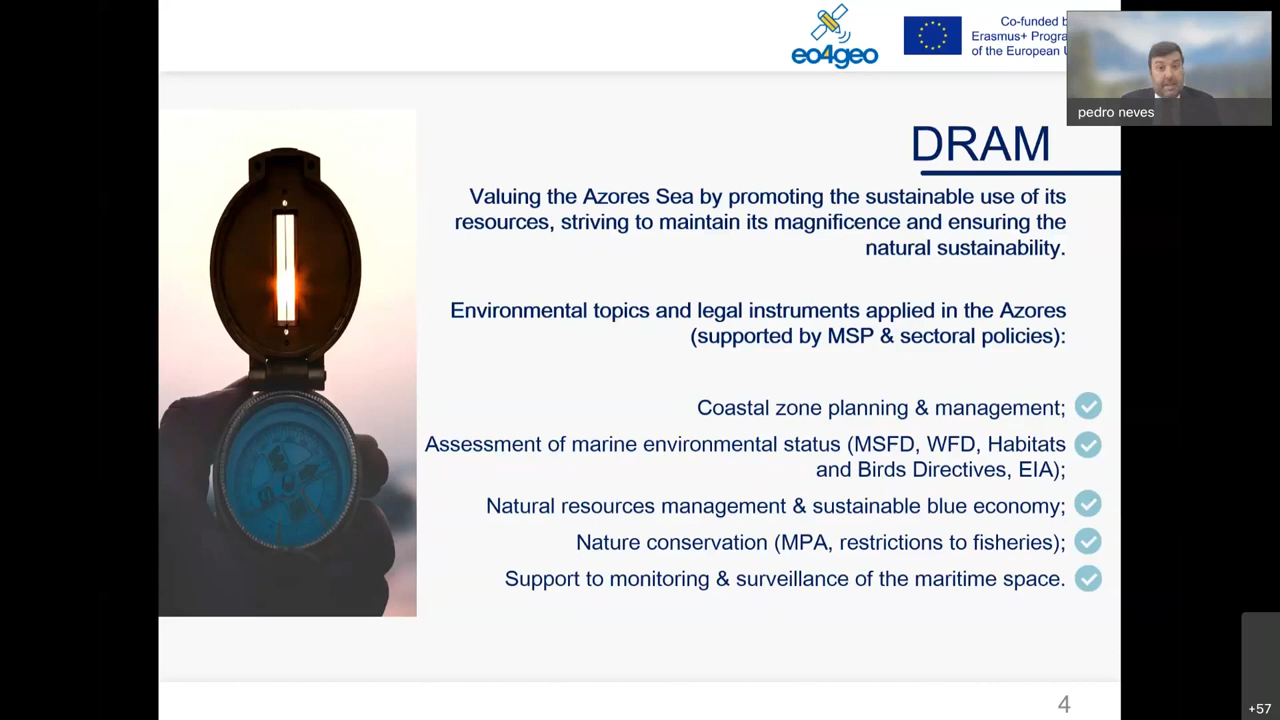 eo4geo
Co-funded b
Erasmus+ Progra
of the European U
pedro neves
DRAM
Valuing the Azores Sea by promoting the sustainable use of its
resources, striving to maintain its magnificence and ensuring the
natural sustainability.
Environmental topics and legal instruments applied in the Azores
(supported by MSP & sectoral policies):
Coastal zone planning & management;
Assessment of marine environmental status (MSFD, WFD, Habitats
and Birds Directives, EIA);
Natural resources management & sustainable blue economy;
Nature conservation (MPA, restrictions to fisheries);
Support to monitoring & surveillance of the maritime space.
4
+57